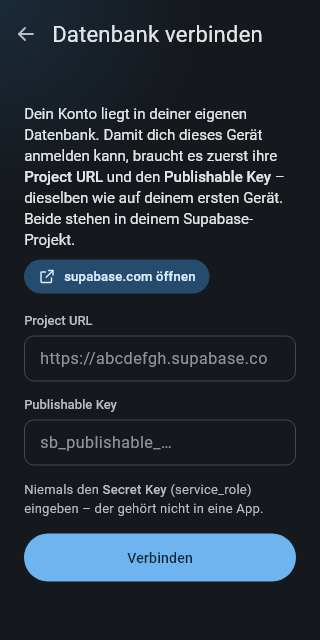 Datenbank verbinden
Dein Konto liegt in deiner eigenen
Datenbank. Damit dich dieses Gerät
anmelden kann, braucht es zuerst ihre
Project URL und den Publishable Key –
dieselben wie auf deinem ersten Gerät.
Beide stehen in deinem Supabase-
Projekt.
supabase.com öffnen
Project URL
https://abcdefgh.supabase.co
Publishable Key
sb_publishable_…
Niemals den Secret Key (service_role)
eingeben – der gehört nicht in eine App.
Verbinden